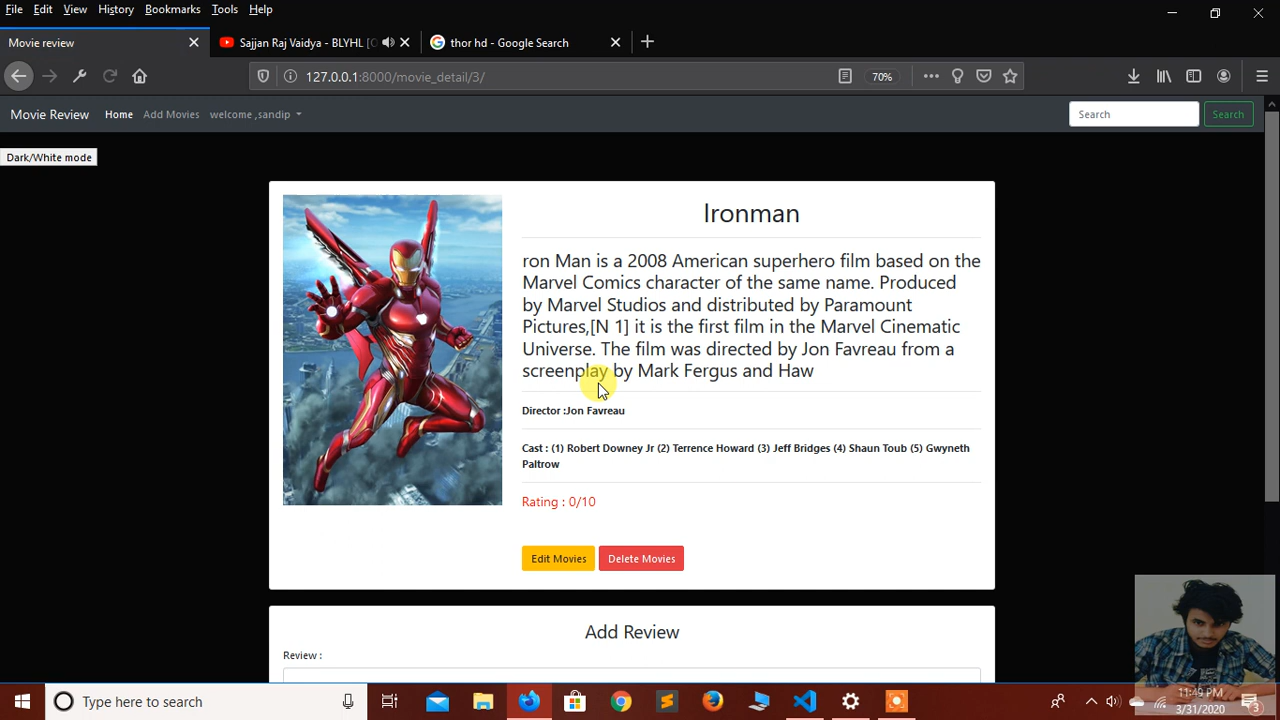 File Edit View History Bookmarks Tools Help
Movie review
Sajjan Raj Vaidya - BLYHL [
thor hd - Google Search
127.0.0.1:8000/movie_detail/3/
70%
Movie Review Home Add Movies welcome ,sandip
Search Search
Dark/White mode
Ironman
ron Man is a 2008 American superhero film based on the
Marvel Comics character of the same name. Produced
by Marvel Studios and distributed by Paramount
Pictures,[N 1] it is the first film in the Marvel Cinematic
Universe. The film was directed by Jon Favreau from a
screenplay by Mark Fergus and Haw
Director :Jon Favreau
Cast : (1) Robert Downey Jr (2) Terrence Howard (3) Jeff Bridges (4) Shaun Toub (5) Gwyneth
Paltrow
Rating : 0/10
Edit Movies Delete Movies
Add Review
Review :
Type here to search
11:49 PM
3/31/2020
3